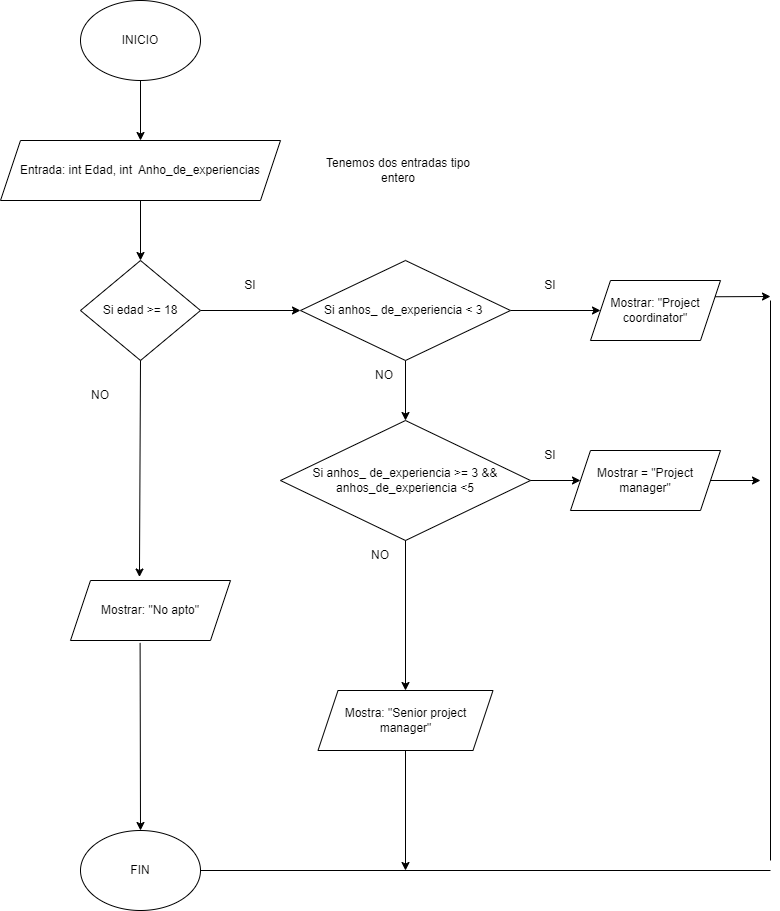 INICIO
Entrada: int Edad, int Anho_de_experiencias
Tenemos dos entradas tipo
entero
Si edad >= 18
SI
Si anhos_ de_experiencia < 3
SI
Mostrar: "Project
coordinator"
NO
NO
Si anhos_ de_experiencia >= 3 &&
anhos_de_experiencia <5
SI
Mostrar = "Project
manager"
NO
Mostrar: "No apto"
Mostra: "Senior project
manager"
FIN